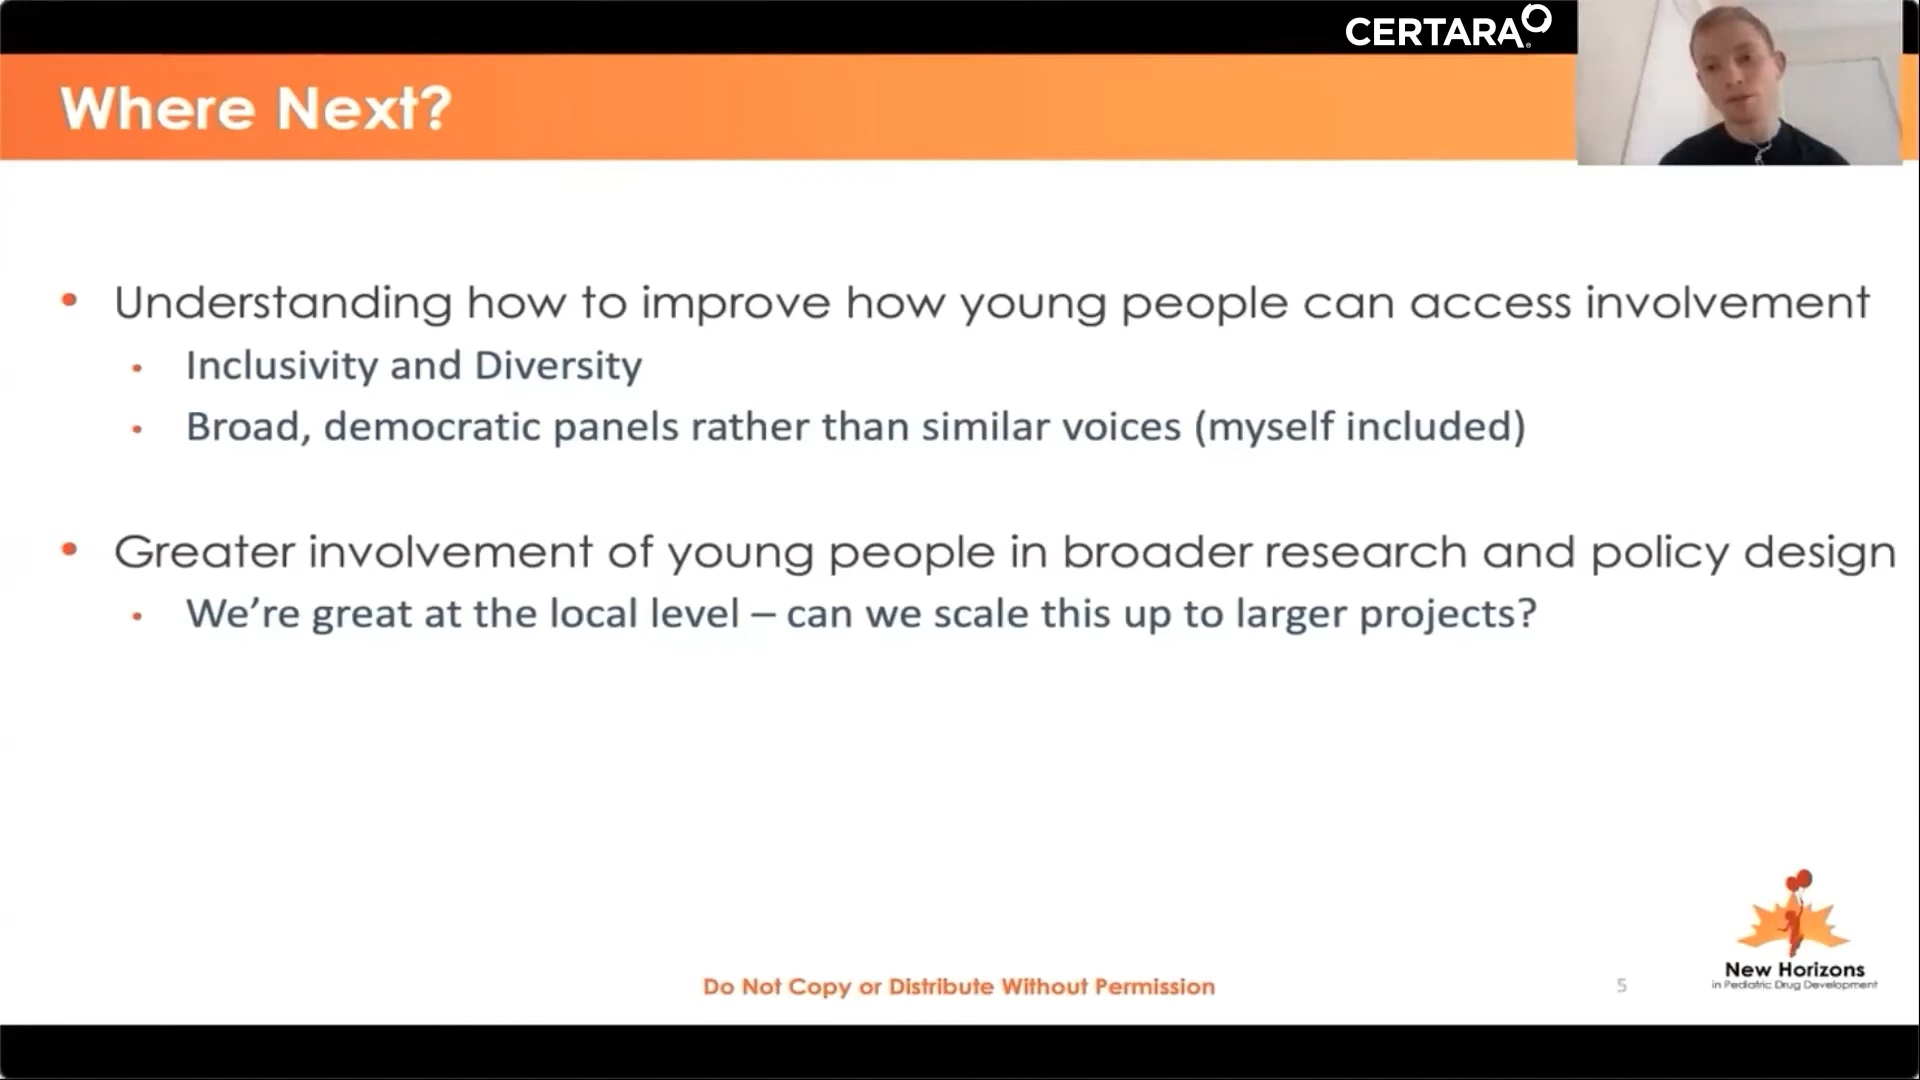 CERTARA
Where Next?
• Understanding how to improve how young people can access involvement
• Inclusivity and Diversity
• Broad, democratic panels rather than similar voices (myself included)
• Greater involvement of young people in broader research and policy design
• We’re great at the local level – can we scale this up to larger projects?
Do Not Copy or Distribute Without Permission
5
New Horizons
in Pediatric Drug Development